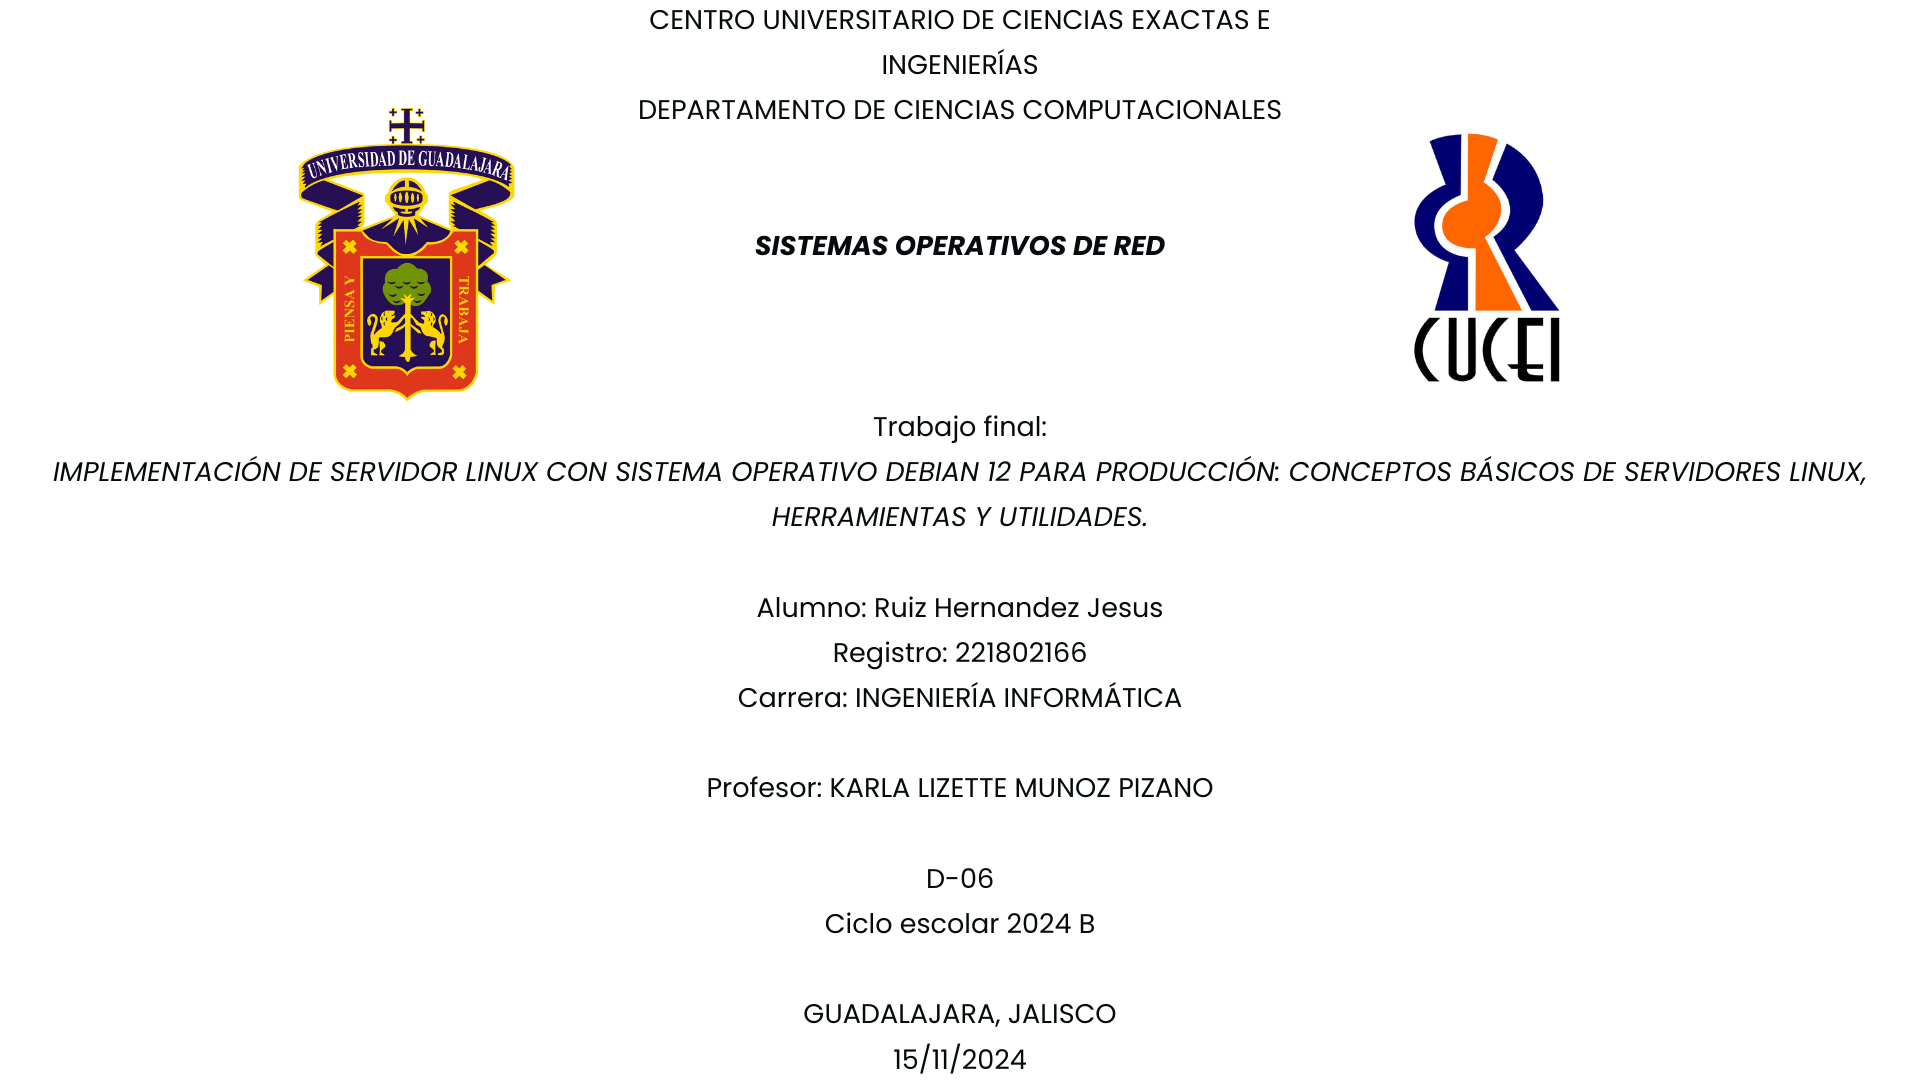 CENTRO UNIVERSITARIO DE CIENCIAS EXACTAS E
INGENIERÍAS
DEPARTAMENTO DE CIENCIAS COMPUTACIONALES
UNIVERSIDAD DE GUADALAJARA
PIENSA Y
TRABAJA
SISTEMAS OPERATIVOS DE RED
CUCEI
Trabajo final:
IMPLEMENTACIÓN DE SERVIDOR LINUX CON SISTEMA OPERATIVO DEBIAN 12 PARA PRODUCCIÓN: CONCEPTOS BÁSICOS DE SERVIDORES LINUX,
HERRAMIENTAS Y UTILIDADES.
Alumno: Ruiz Hernandez Jesus
Registro: 221802166
Carrera: INGENIERÍA INFORMÁTICA
Profesor: KARLA LIZETTE MUNOZ PIZANO
D-06
Ciclo escolar 2024 B
GUADALAJARA, JALISCO
15/11/2024